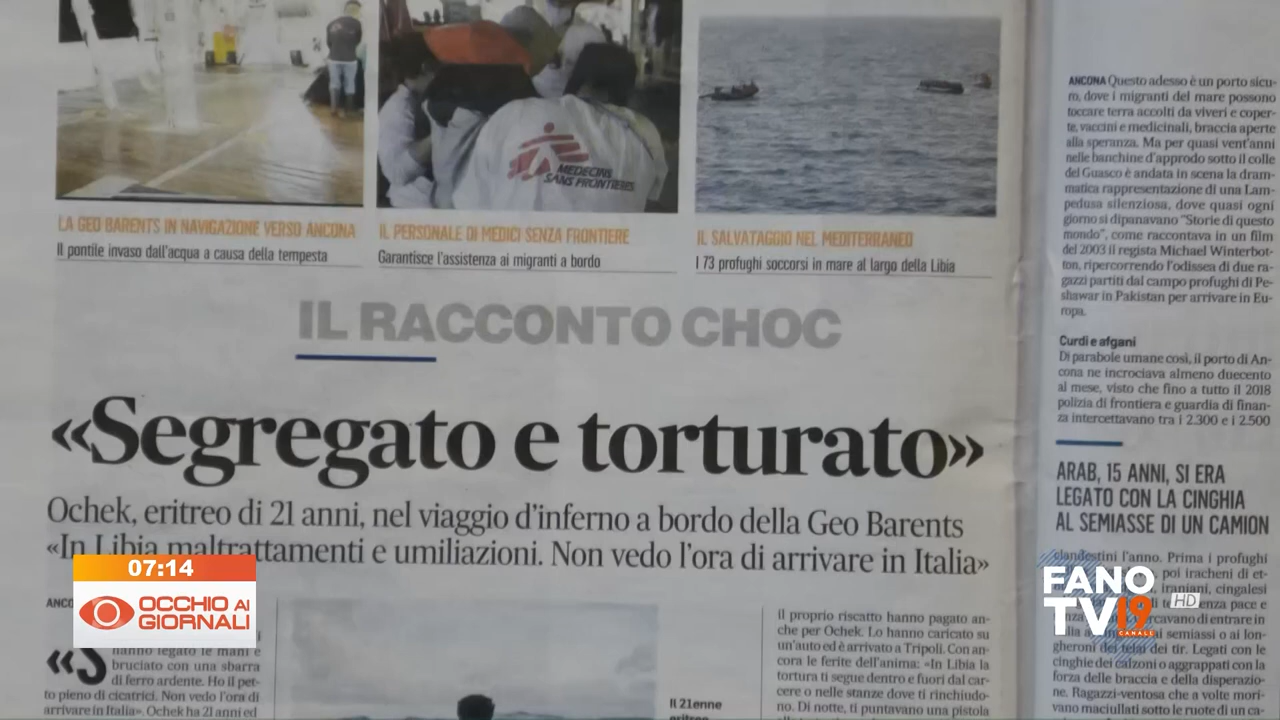 MEDECINS
SANS FRONTIERES
LA GEO BARENTS IN NAVIGAZIONE VERSO ANCONA
Il pontile invaso dall'acqua a causa della tempesta
IL PERSONALE DI MEDICI SENZA FRONTIERE
Garantisce l'assistenza ai migranti a bordo
IL SALVATAGGIO NEL MEDITERRANEO
I 73 profughi soccorsi in mare al largo della Libia
IL RACCONTO CHOC
«Segregato e torturato»
Ochek, eritreo di 21 anni, nel viaggio d'inferno a bordo della Geo Barents
«In Libia maltrattamenti e umiliazioni. Non vedo l'ora di arrivare in Italia»
07:14
OCCHIO AI
GIORNALI
ANCO
hanno legato le mani e
bruciato con una sbarra
di ferro ardente. Ho il pet-
to pieno di cicatrici. Non vedo l'ora di
arrivare in Italia». Ochek ha 21 anni ed
Il 21enne
eritreo
il proprio riscatto hanno pagato an-
che per Ochek. Lo hanno caricato su
un'auto ed è arrivato a Tripoli. Con an-
cora le ferite dell'anima: «In Libia la
tortura ti segue dentro e fuori dal car-
cere o nelle stanze dove ti rinchiudo-
no. Di notte, ti puntavano una pistola
ANCONA Questo adesso è un porto sicu-
ro, dove i migranti del mare possono
toccare terra accolti da viveri e coper-
te, vaccini e medicinali, braccia aperte
alla speranza. Ma per quasi vent'anni
nelle banchine d'approdo sotto il colle
del Guasco è andata in scena la dram-
matica rappresentazione di una Lam-
pedusa silenziosa, dove quasi ogni
giorno si dipanavano "Storie di questo
mondo", come raccontava in un film
del 2003 il regista Michael Winterbot-
ton, ripercorrendo l'odissea di due ra-
gazzi partiti dal campo profughi di Pe-
shawar in Pakistan per arrivare in Eu-
ropa.
Curdi e afgani
Di parabole umane così, il porto di An-
cona ne incrociava almeno duecento
al mese, visto che fino a tutto il 2018
polizia di frontiera e guardia di finan-
za intercettavano tra i 2.300 e i 2.500
ARAB, 15 ANNI, SI ERA
LEGATO CON LA CINGHIA
AL SEMIASSE DI UN CAMION
clandestini l'anno. Prima i profughi
poi iracheni di et-
iraniani, cingalesi
enza pace e
cercavano di entrare in
ai semiassi o ai lon-
gheroni dei telai dei tir. Legati con le
cinghie dei calzoni o aggrappati con la
forza delle braccia e della disperazio-
ne. Ragazzi-ventosa che a volte mori-
vano maciullati sotto le ruote di un ca-
FANO
TV 19
CANALE
HD